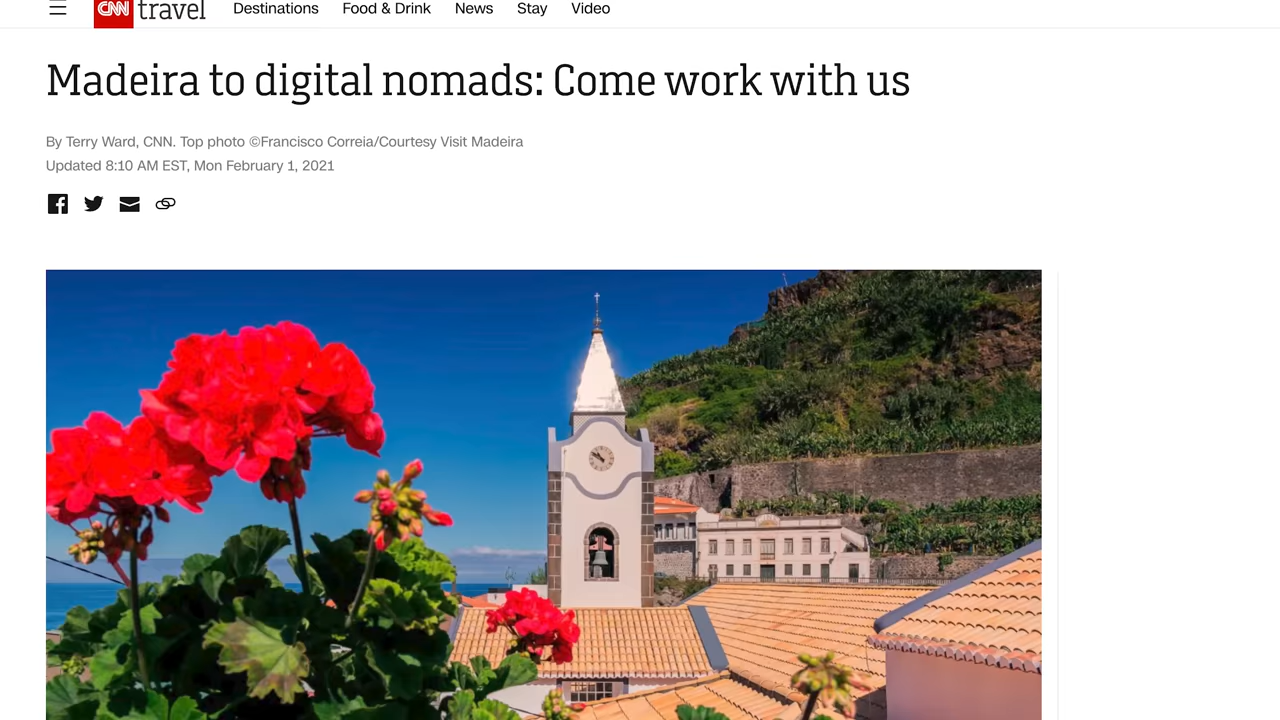 CNN travel Destinations Food & Drink News Stay Video
Madeira to digital nomads: Come work with us
By Terry Ward, CNN. Top photo ©Francisco Correia/Courtesy Visit Madeira
Updated 8:10 AM EST, Mon February 1, 2021